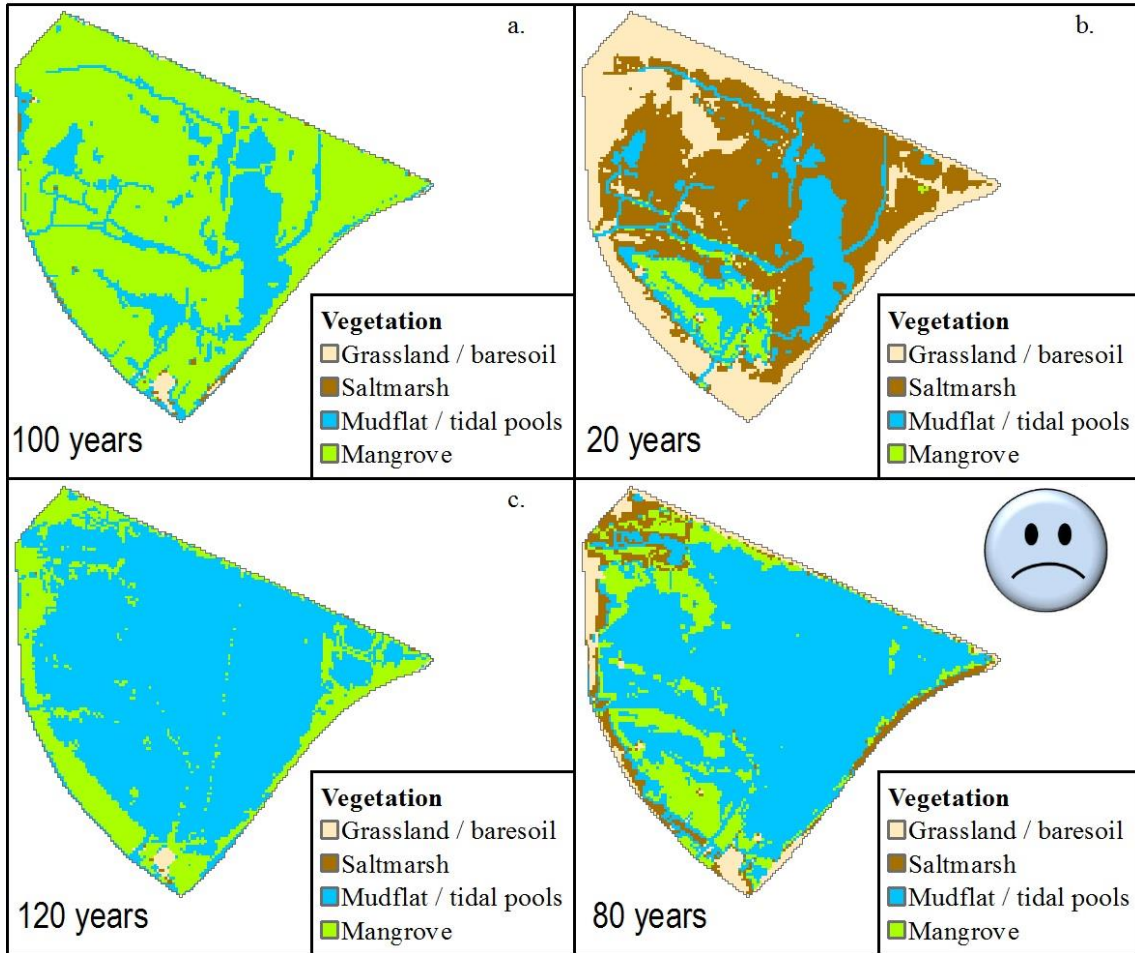 a.
Vegetation
Grassland / baresoil
Saltmarsh
Mudflat / tidal pools
Mangrove
100 years
b.
Vegetation
Grassland / baresoil
Saltmarsh
Mudflat / tidal pools
Mangrove
20 years
c.
Vegetation
Grassland / baresoil
Saltmarsh
Mudflat / tidal pools
Mangrove
120 years
Vegetation
Grassland / baresoil
Saltmarsh
Mudflat / tidal pools
Mangrove
80 years